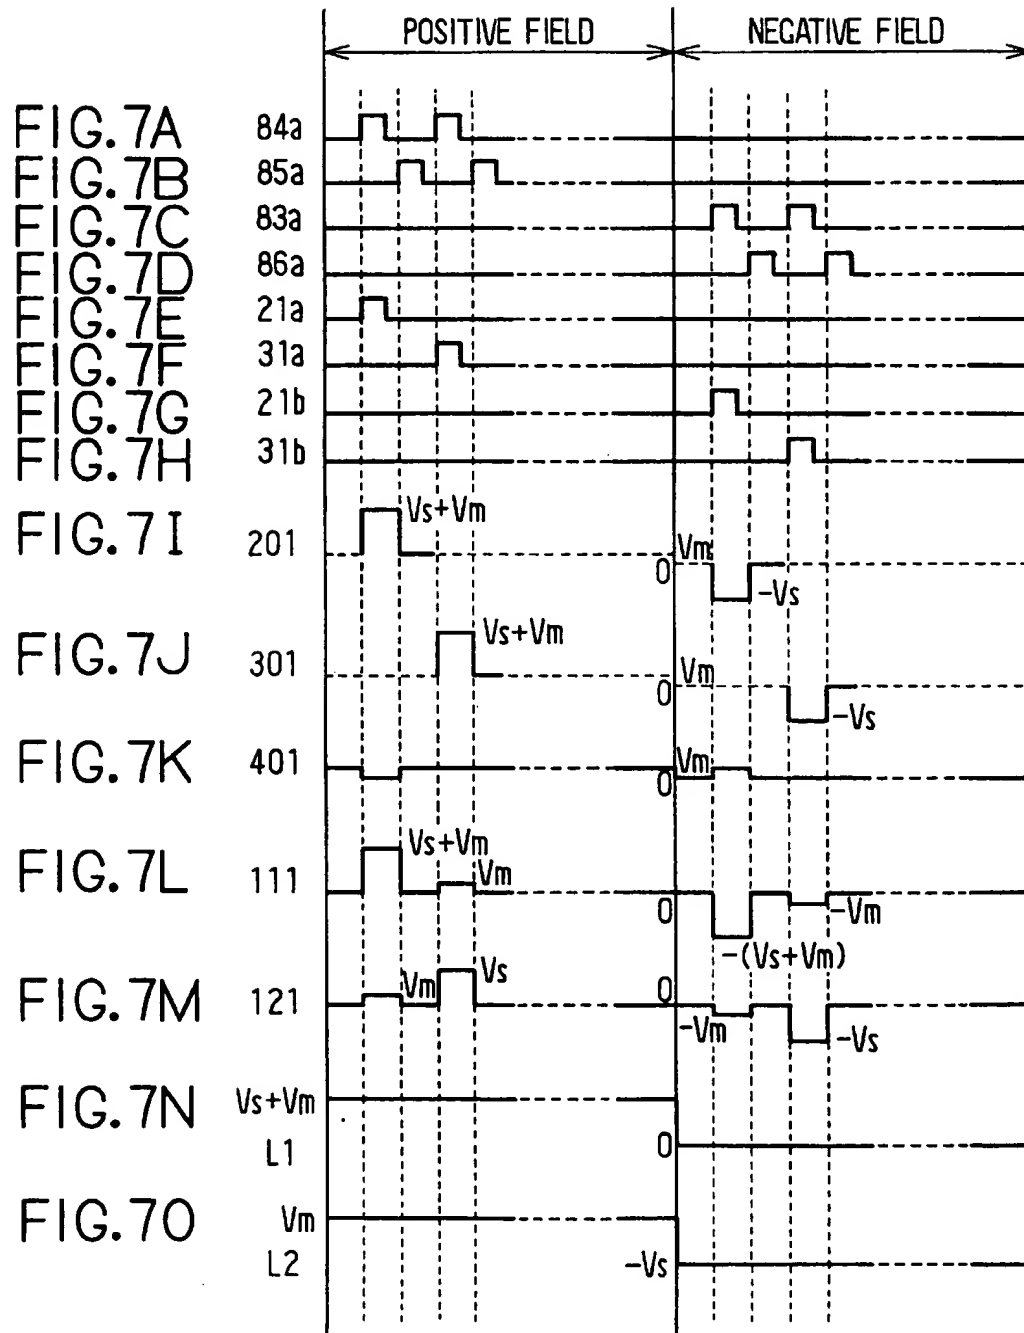 POSITIVE FIELD NEGATIVE FIELD
FIG.7A 84a
FIG.7B 85a
FIG.7C 83a
FIG.7D 86a
FIG.7E 21a
FIG.7F 31a
FIG.7G 21b
FIG.7H 31b
FIG.7I 201 Vs+Vm 0 Vm -Vs
FIG.7J 301 Vs+Vm 0 Vm -Vs
FIG.7K 401 0 Vm
FIG.7L 111 Vs+Vm Vm 0 -(Vs+Vm) -Vm
FIG.7M 121 Vm Vs 0 -Vm -Vs
FIG.7N Vs+Vm
L1 0
FIG.7O Vm
L2 -Vs